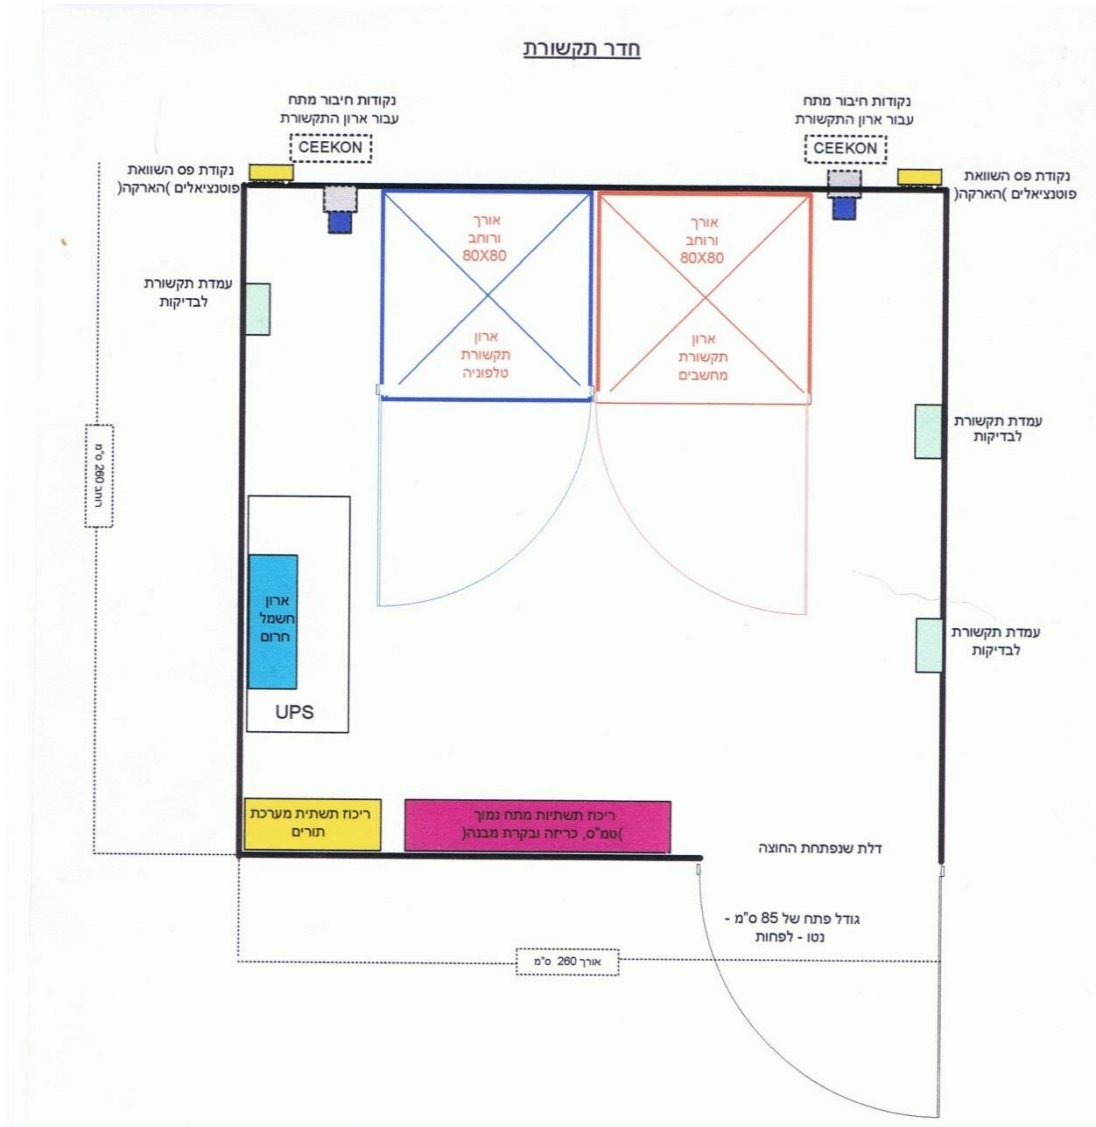 חדר תקשורת
נקודות חיבור מתח
עבור ארון התקשורת
CEEKON
נקודות חיבור מתח
עבור ארון התקשורת
CEEKON
נקודת פס השוואת
פוטנציאלים )הארקה(
נקודת פס השוואת
פוטנציאלים )הארקה(
אורך
ורוחב
80X80
ארון
תקשורת
מחשבים
אורך
ורוחב
80X80
ארון
תקשורת
טלפוניה
עמדת תקשורת
לבדיקות
עמדת תקשורת
לבדיקות
עמדת תקשורת
לבדיקות
רוחב 260 ס"מ
ארון
חשמל
חרום
UPS
ריכוז תשתיות מתח נמוך
)טמ"ס, כריזה ובקרת מבנה(
ריכוז תשתית מערכת
תורים
דלת שנפתחת החוצה
גודל פתח של 85 ס"מ -
נטו - לפחות
אורך 260 ס"מ